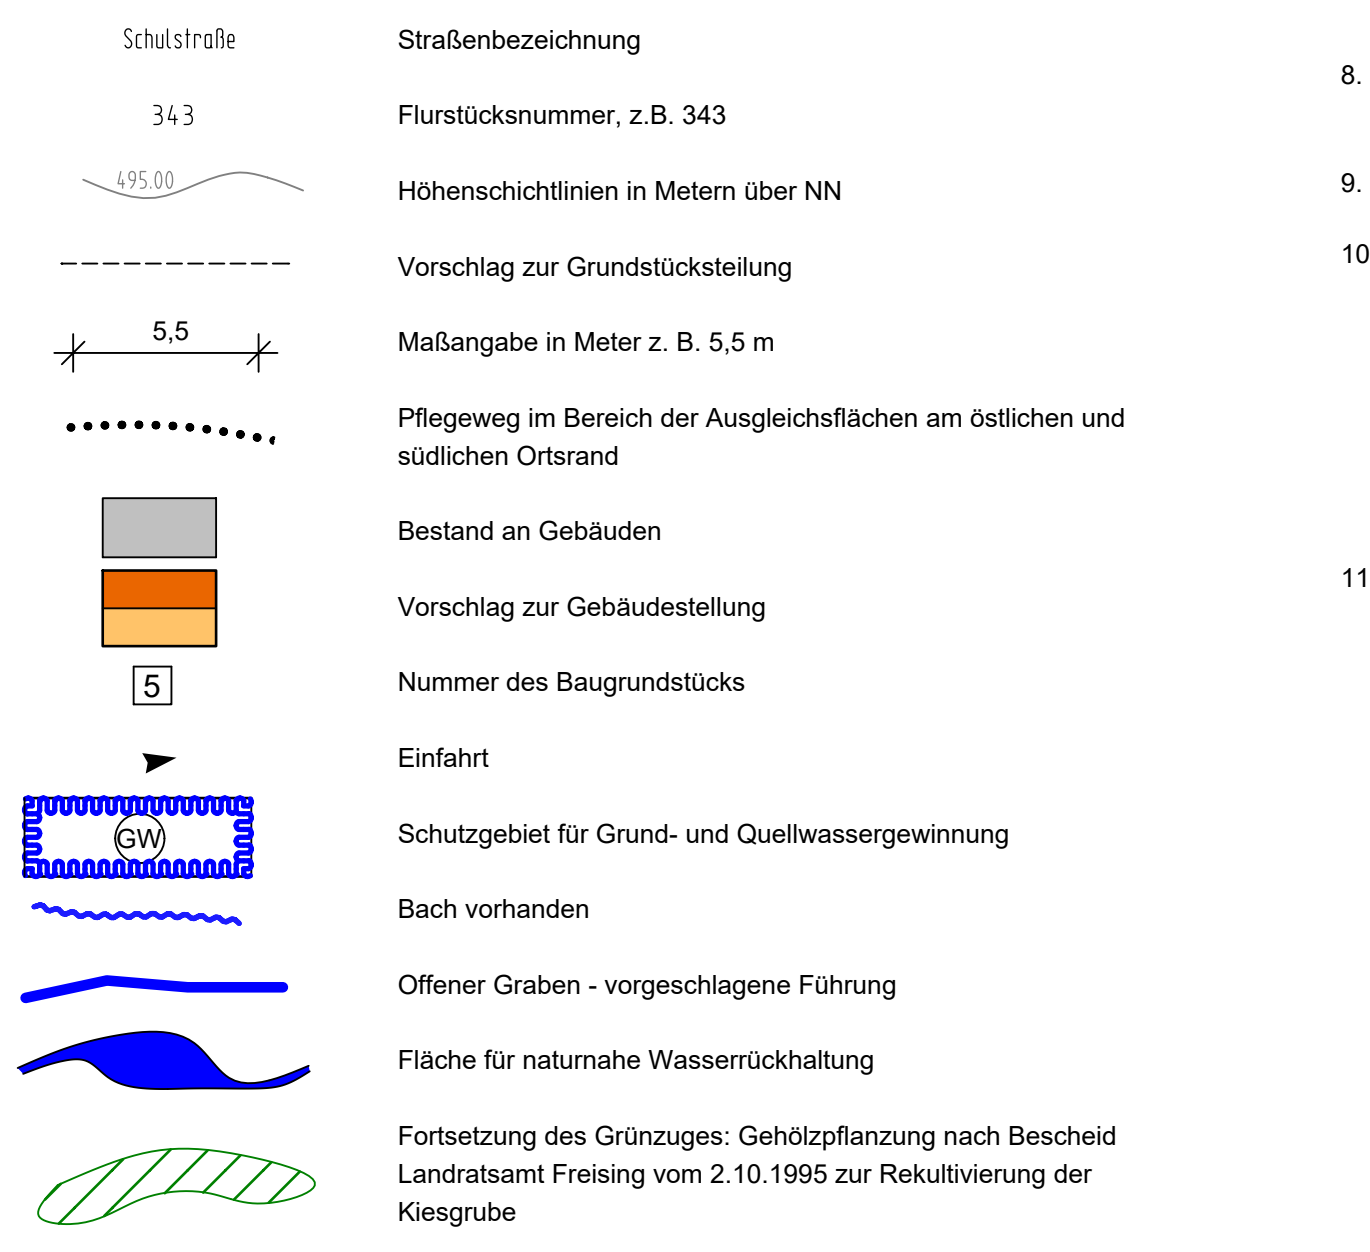 Schulstraße Straßenbezeichnung
8.
343 Flurstücksnummer, z.B. 343
495.00 Höhenschichtlinien in Metern über NN
9.
10
Vorschlag zur Grundstücksteilung
5,5 Maßangabe in Meter z. B. 5,5 m
Pflegeweg im Bereich der Ausgleichsflächen am östlichen und
südlichen Ortsrand
Bestand an Gebäuden
11
Vorschlag zur Gebäudestellung
5 Nummer des Baugrundstücks
Einfahrt
GW Schutzgebiet für Grund- und Quellwassergewinnung
Bach vorhanden
Offener Graben - vorgeschlagene Führung
Fläche für naturnahe Wasserrückhaltung
Fortsetzung des Grünzuges: Gehölzpflanzung nach Bescheid
Landratsamt Freising vom 2.10.1995 zur Rekultivierung der
Kiesgrube